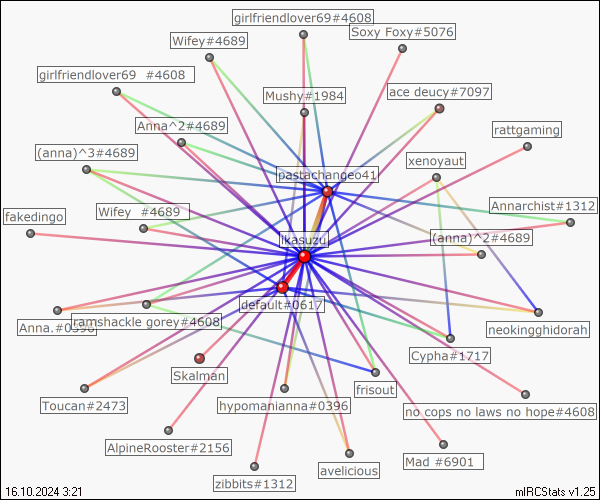 girlfriendlover69#4608
Soxy Foxy#5076
Wifey#4689
girlfriendlover69 #4608
Mushy#1984
ace deucy#7097
Anna^2#4689
rattgaming
(anna)^3#4689
xenoyaut
pastachangeo41
fakedingo
Wifey #4689
Annarchist#1312
(anna)^2#4689
ikasuzu
default#0617
Anna.#0396
ramshackle gorey#4608
neokingghidorah
Cypha#1717
Skalman
frisout
Toucan#2473
hypomanianna#0396
no cops no laws no hope#4608
AlpineRooster#2156
zibbits#1312
avelicious
Mad #6901
16.10.2024 3:21
mIRCStats v1.25